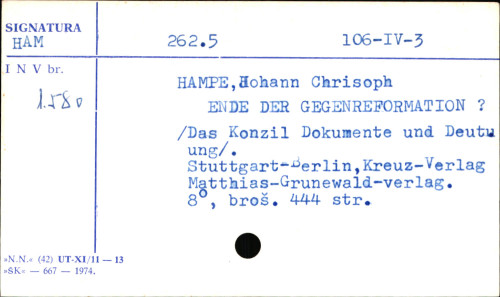 SIGNATURA
HAM 262.5 106-IV-3
I N V br.
1.580
HAMPE,Johann Chrisoph
ENDE DER GEGENREFORMATION ?
/Das Konzil Dokumente und Deutu
ung/.
Stuttgart-Berlin,Kreuz-Verlag
Matthias-Grunewald-verlag.
8°, broš. 444 str.
»N.N.« (42) UT-XI/11 — 13
»SK« — 667 — 1974.